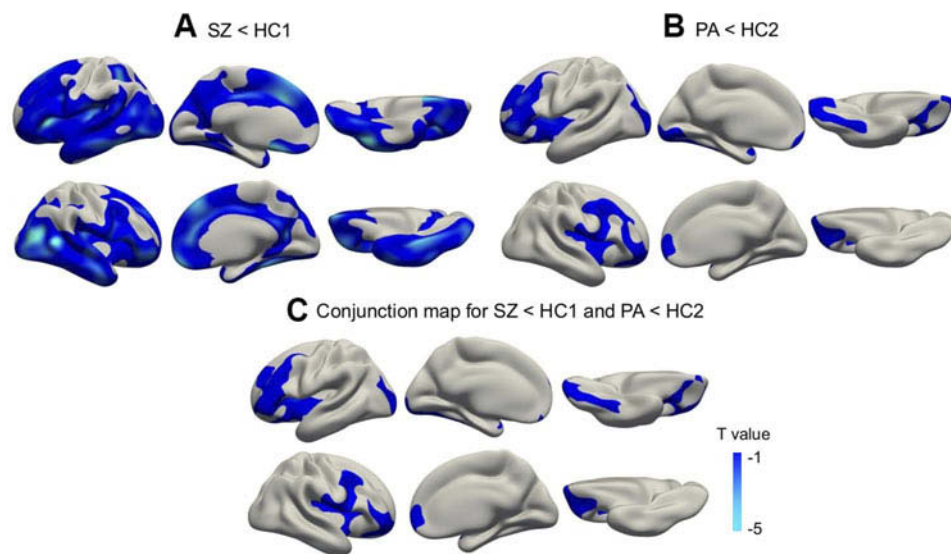 A SZ < HC1
B PA < HC2
C Conjunction map for SZ < HC1 and PA < HC2
T value
-1
-5